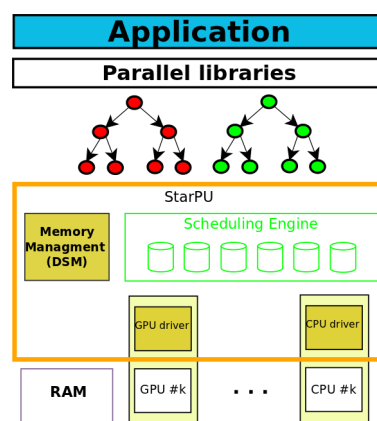 Application
Parallel libraries
StarPU
Memory
Managment
(DSM)
Scheduling Engine
GPU driver
CPU driver
RAM
GPU #k
. . .
CPU #k